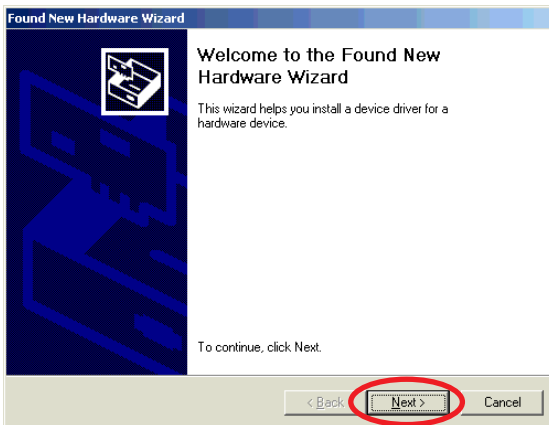 Found New Hardware Wizard
Welcome to the Found New
Hardware Wizard
This wizard helps you install a device driver for a
hardware device.
To continue, click Next.
< Back
Next >
Cancel